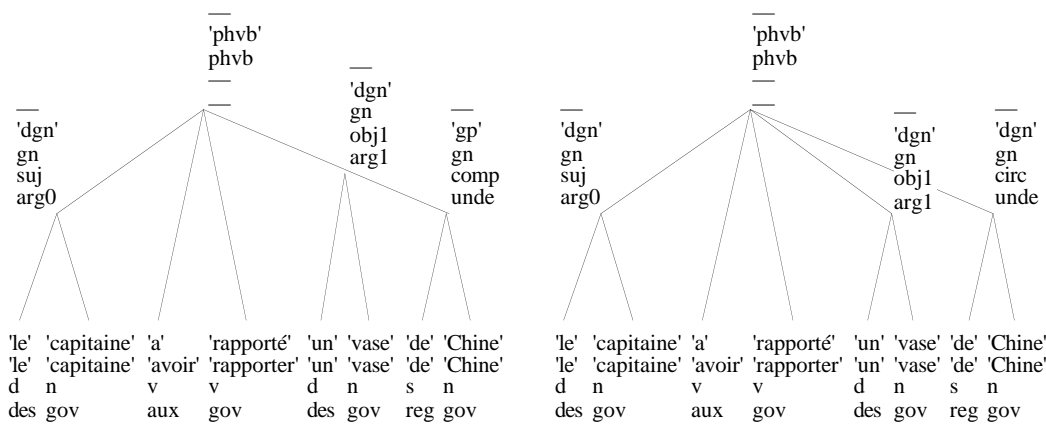 'phvb'
phvb
'dgn'
gn
suj
arg0
'dgn'
gn
obj1
arg1
'gp'
gn
comp
unde
'le' 'capitaine' 'a' 'rapporté' 'un' 'vase' 'de' 'Chine'
'le' 'capitaine' 'avoir' 'rapporter' 'un' 'vase' 'de' 'Chine'
d n v v d n s n
des gov aux gov des gov reg gov
'phvb'
phvb
'dgn'
gn
suj
arg0
'dgn'
gn
obj1
arg1
'dgn'
gn
circ
unde
'le' 'capitaine' 'a' 'rapporté' 'un' 'vase' 'de' 'Chine'
'le' 'capitaine' 'avoir' 'rapporter' 'un' 'vase' 'de' 'Chine'
d n v v d n s n
des gov aux gov des gov reg gov